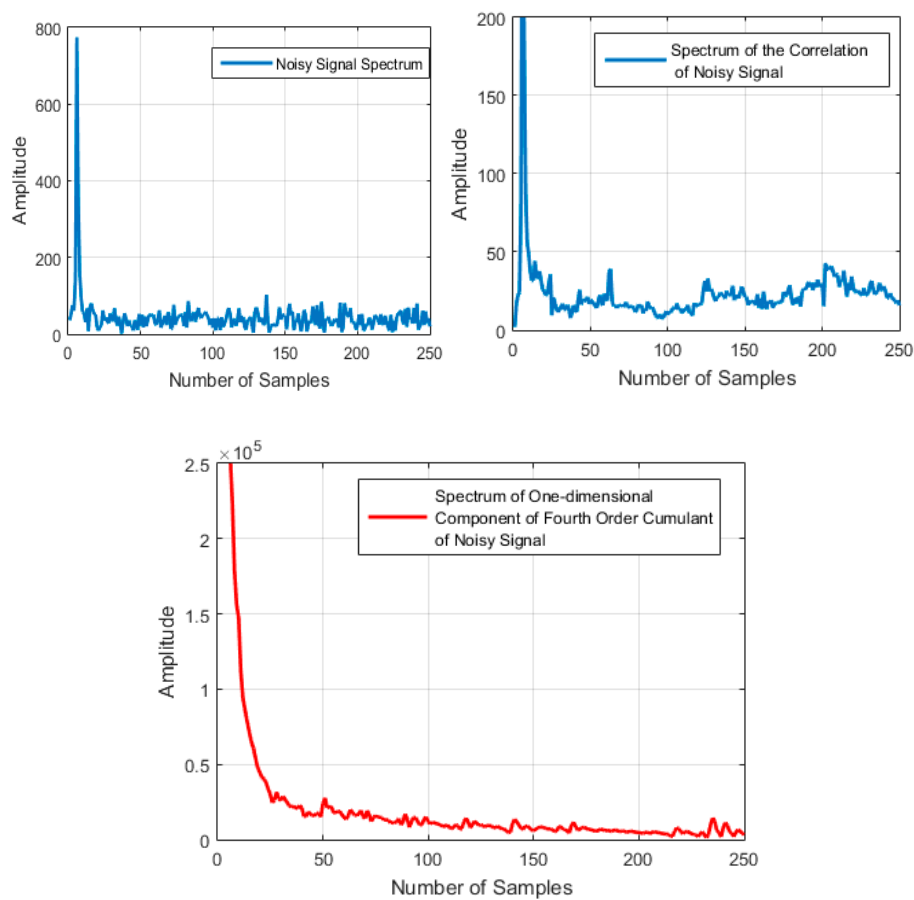 800
600
400
200
0
Amplitude
Noisy Signal Spectrum
0 50 100 150 200 250
Number of Samples
200
150
100
50
0
Amplitude
Spectrum of the Correlation
of Noisy Signal
0 50 100 150 200 250
Number of Samples
×10^5
2.5
2
1.5
1
0.5
0
Amplitude
Spectrum of One-dimensional
Component of Fourth Order Cumulant
of Noisy Signal
0 50 100 150 200 250
Number of Samples